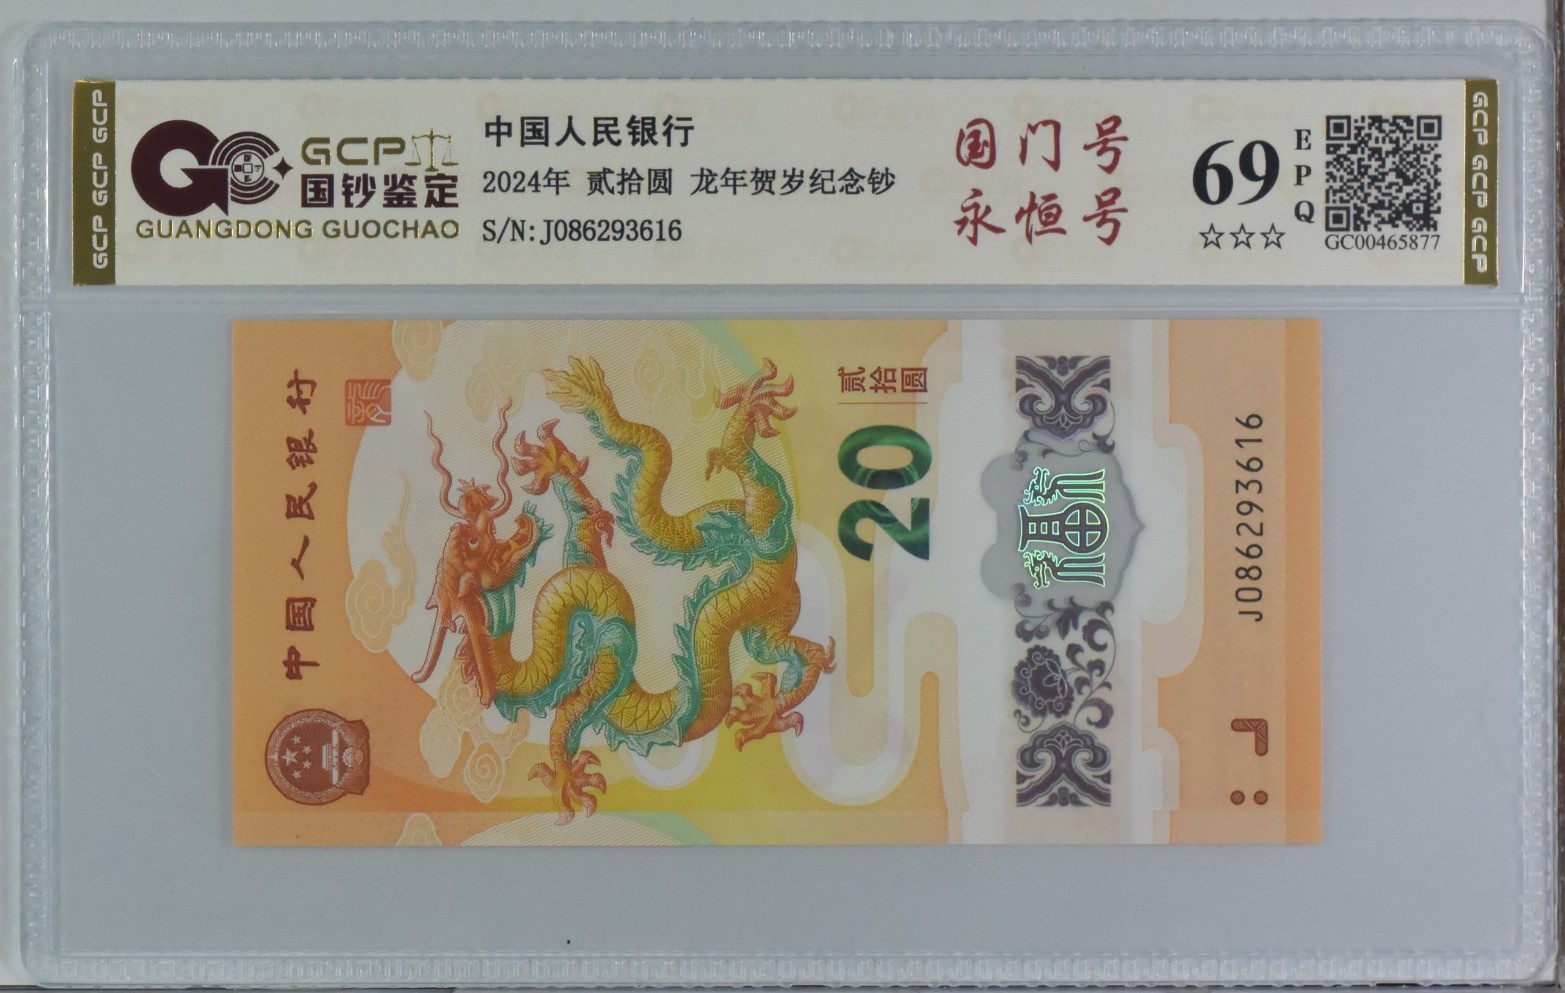 GCP GCP GCP
GCP
国钞鉴定
GUANGDONG GUOCHAO
中国人民银行
2024年 贰拾圆 龙年贺岁纪念钞
S/N:J086293616
国门号
永恒号
69
EPQ
☆☆☆
GC00465877
GCP GCP GCP
中国人民银行
贰拾圆
20
J086293616